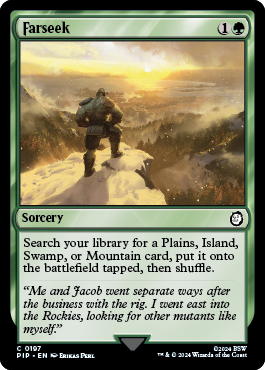 Farseek 1
Sorcery
Search your library for a Plains, Island,
Swamp, or Mountain card, put it onto
the battlefield tapped, then shuffle.
“Me and Jacob went separate ways after
the business with the rig. I went east into
the Rockies, looking for other mutants like
myself.”
C 0197
PIP • EN ERIKAS PERL
©2024 BSW
™ & © 2024 Wizards of the Coast